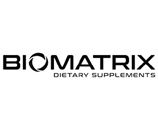 BIOMATRIX
DIETARY SUPPLEMENTS